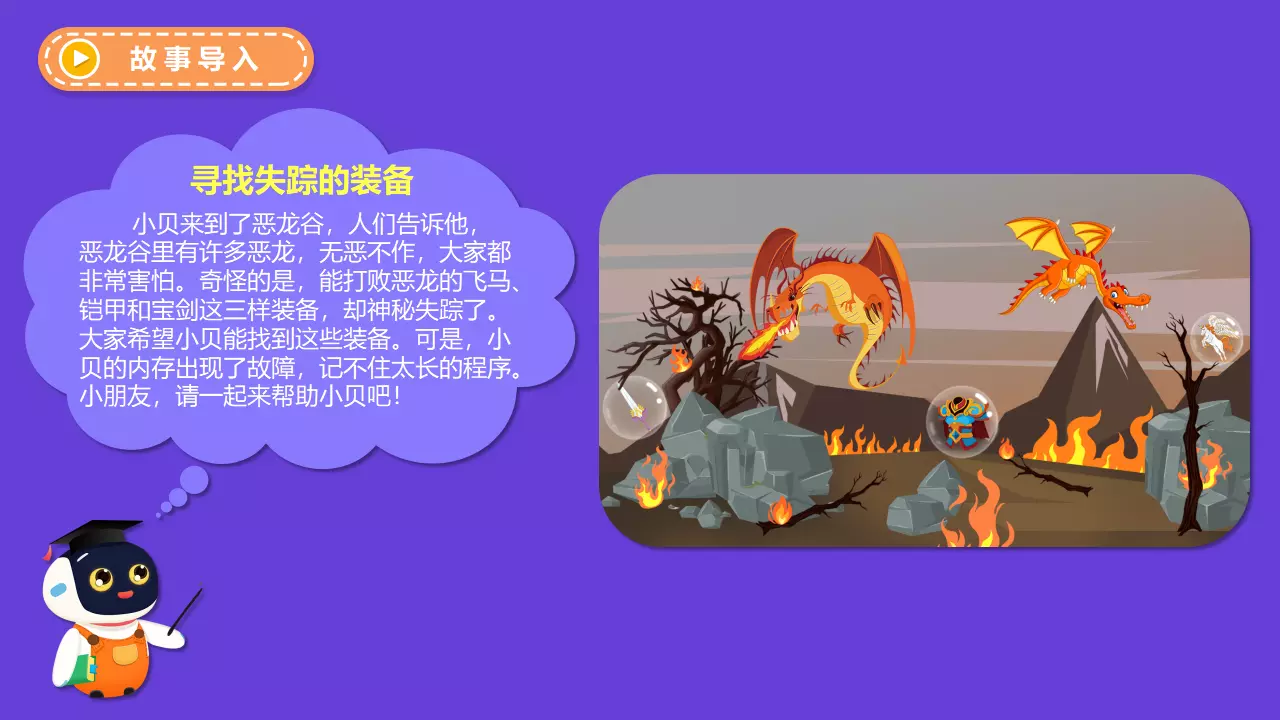 故事导入
寻找失踪的装备
小贝来到了恶龙谷，人们告诉他，
恶龙谷里有许多恶龙，无恶不作，大家都
非常害怕。奇怪的是，能打败恶龙的飞马、
铠甲和宝剑这三样装备，却神秘失踪了。
大家希望小贝能找到这些装备。可是，小
贝的内存出现了故障，记不住太长的程序。
小朋友，请一起来帮助小贝吧！